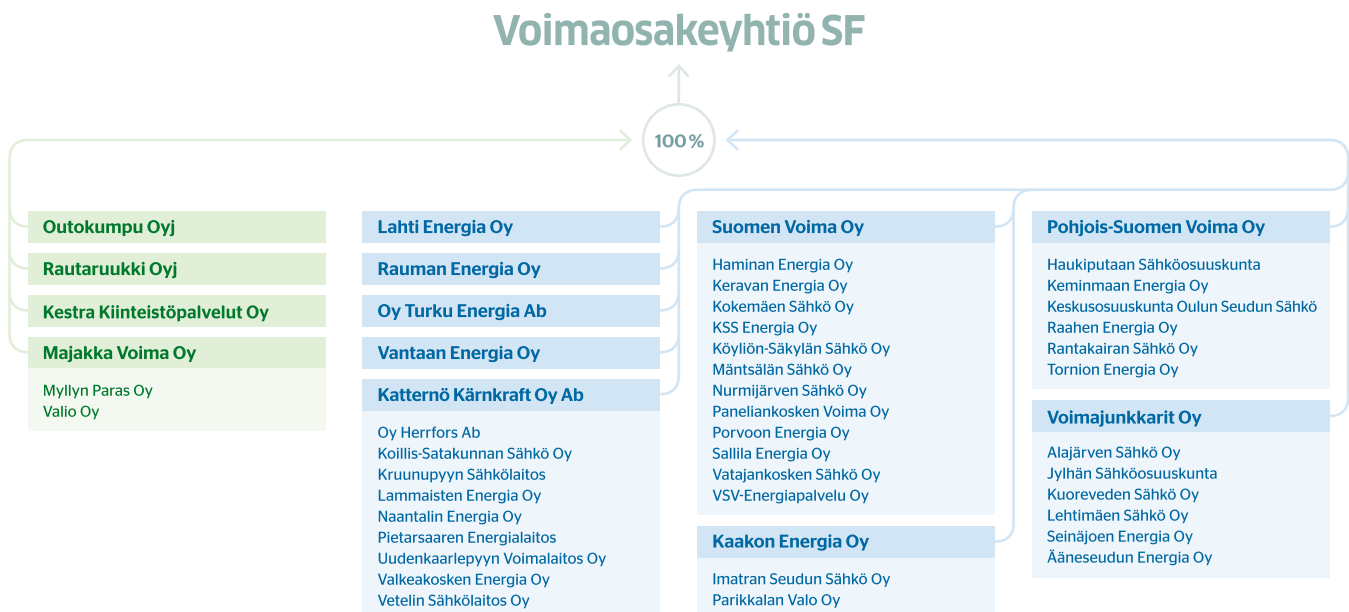 Voimaosakeyhtiö SF
100 %
Outokumpu Oyj
Rautaruukki Oyj
Kestra Kiinteistöpalvelut Oy
Majakka Voima Oy
Myllyn Paras Oy
Valio Oy
Lahti Energia Oy
Rauman Energia Oy
Oy Turku Energia Ab
Vantaan Energia Oy
Katternö Kärnkraft Oy Ab
Oy Herrfors Ab
Koillis-Satakunnan Sähkö Oy
Kruunupyyn Sähkölaitos
Lammaisten Energia Oy
Naantalin Energia Oy
Pietarsaaren Energialaitos
Uudenkaarlepyyn Voimalaitos Oy
Valkeakosken Energia Oy
Vetelin Sähkölaitos Oy
Suomen Voima Oy
Haminan Energia Oy
Keravan Energia Oy
Kokemäen Sähkö Oy
KSS Energia Oy
Köyliön-Säkylän Sähkö Oy
Mäntsälän Sähkö Oy
Nurmijärven Sähkö Oy
Paneliankosken Voima Oy
Porvoon Energia Oy
Sallila Energia Oy
Vatajankosken Sähkö Oy
VSV-Energiapalvelu Oy
Kaakon Energia Oy
Imatran Seudun Sähkö Oy
Parikkalan Valo Oy
Pohjois-Suomen Voima Oy
Haukiputaan Sähköosuuskunta
Keminmaan Energia Oy
Keskusosuuskunta Oulun Seudun Sähkö
Raahen Energia Oy
Rantakairan Sähkö Oy
Tornion Energia Oy
Voimajunkkarit Oy
Alajärven Sähkö Oy
Jylhän Sähköosuuskunta
Kuoreveden Sähkö Oy
Lehtimäen Sähkö Oy
Seinäjoen Energia Oy
Ääneseudun Energia Oy